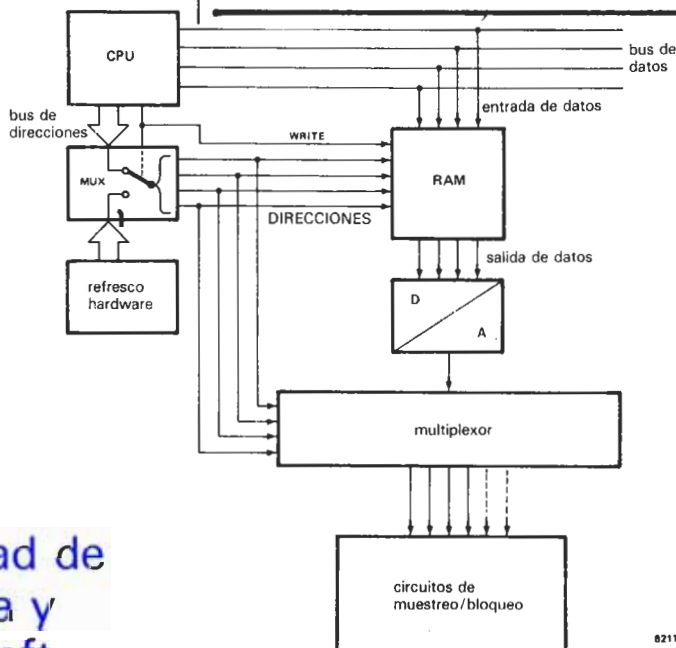 CPU
bus de
datos
bus de
direcciones
entrada de datos
WRITE
MUX
RAM
DIRECCIONES
salida de datos
refresco
hardware
D
A
multiplexor
ad de
a y
circuitos de
muestreo/bloqueo
8211